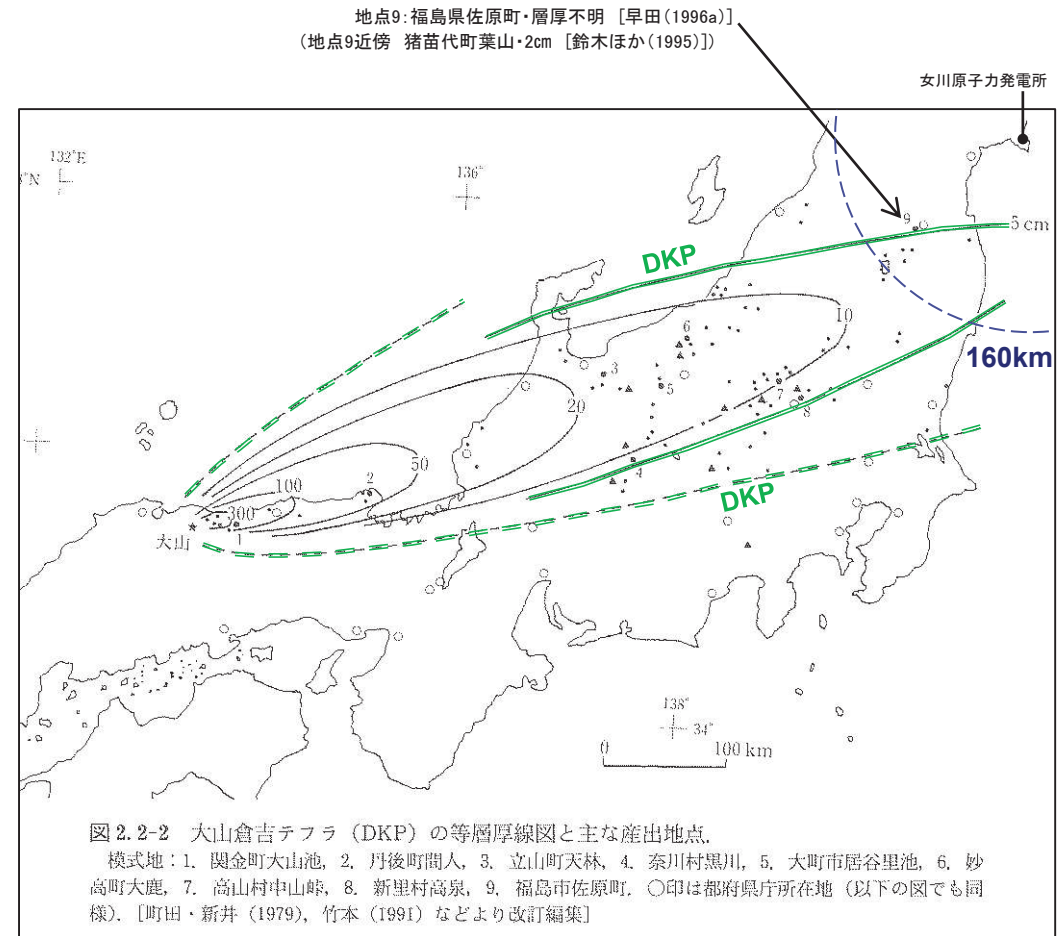 地点9:福島県佐原町・層厚不明 [早田(1996a)]
(地点9近傍 猪苗代町葉山・2cm [鈴木ほか(1995)])
女川原子力発電所
132°E
°N
136°
9
5 cm
DKP
10
6
160km
3
5
7
20
8
50
4
2
100
DKP
300
1
大山
138°
34°
0 100 km
図2.2-2 大山倉吉テフラ(DKP)の等層厚線図と主な産出地点.
模式地:1. 関金町大山池, 2. 丹後町間人, 3. 立山町天林, 4. 奈川村黒川, 5. 大町市居谷里池, 6. 妙
高町大鹿, 7. 高山村中山峠, 8. 新里村高泉, 9. 福島市佐原町. ○印は都府県庁所在地(以下の図でも同
様). [町田・新井(1979), 竹本(1991)などより改訂編集]